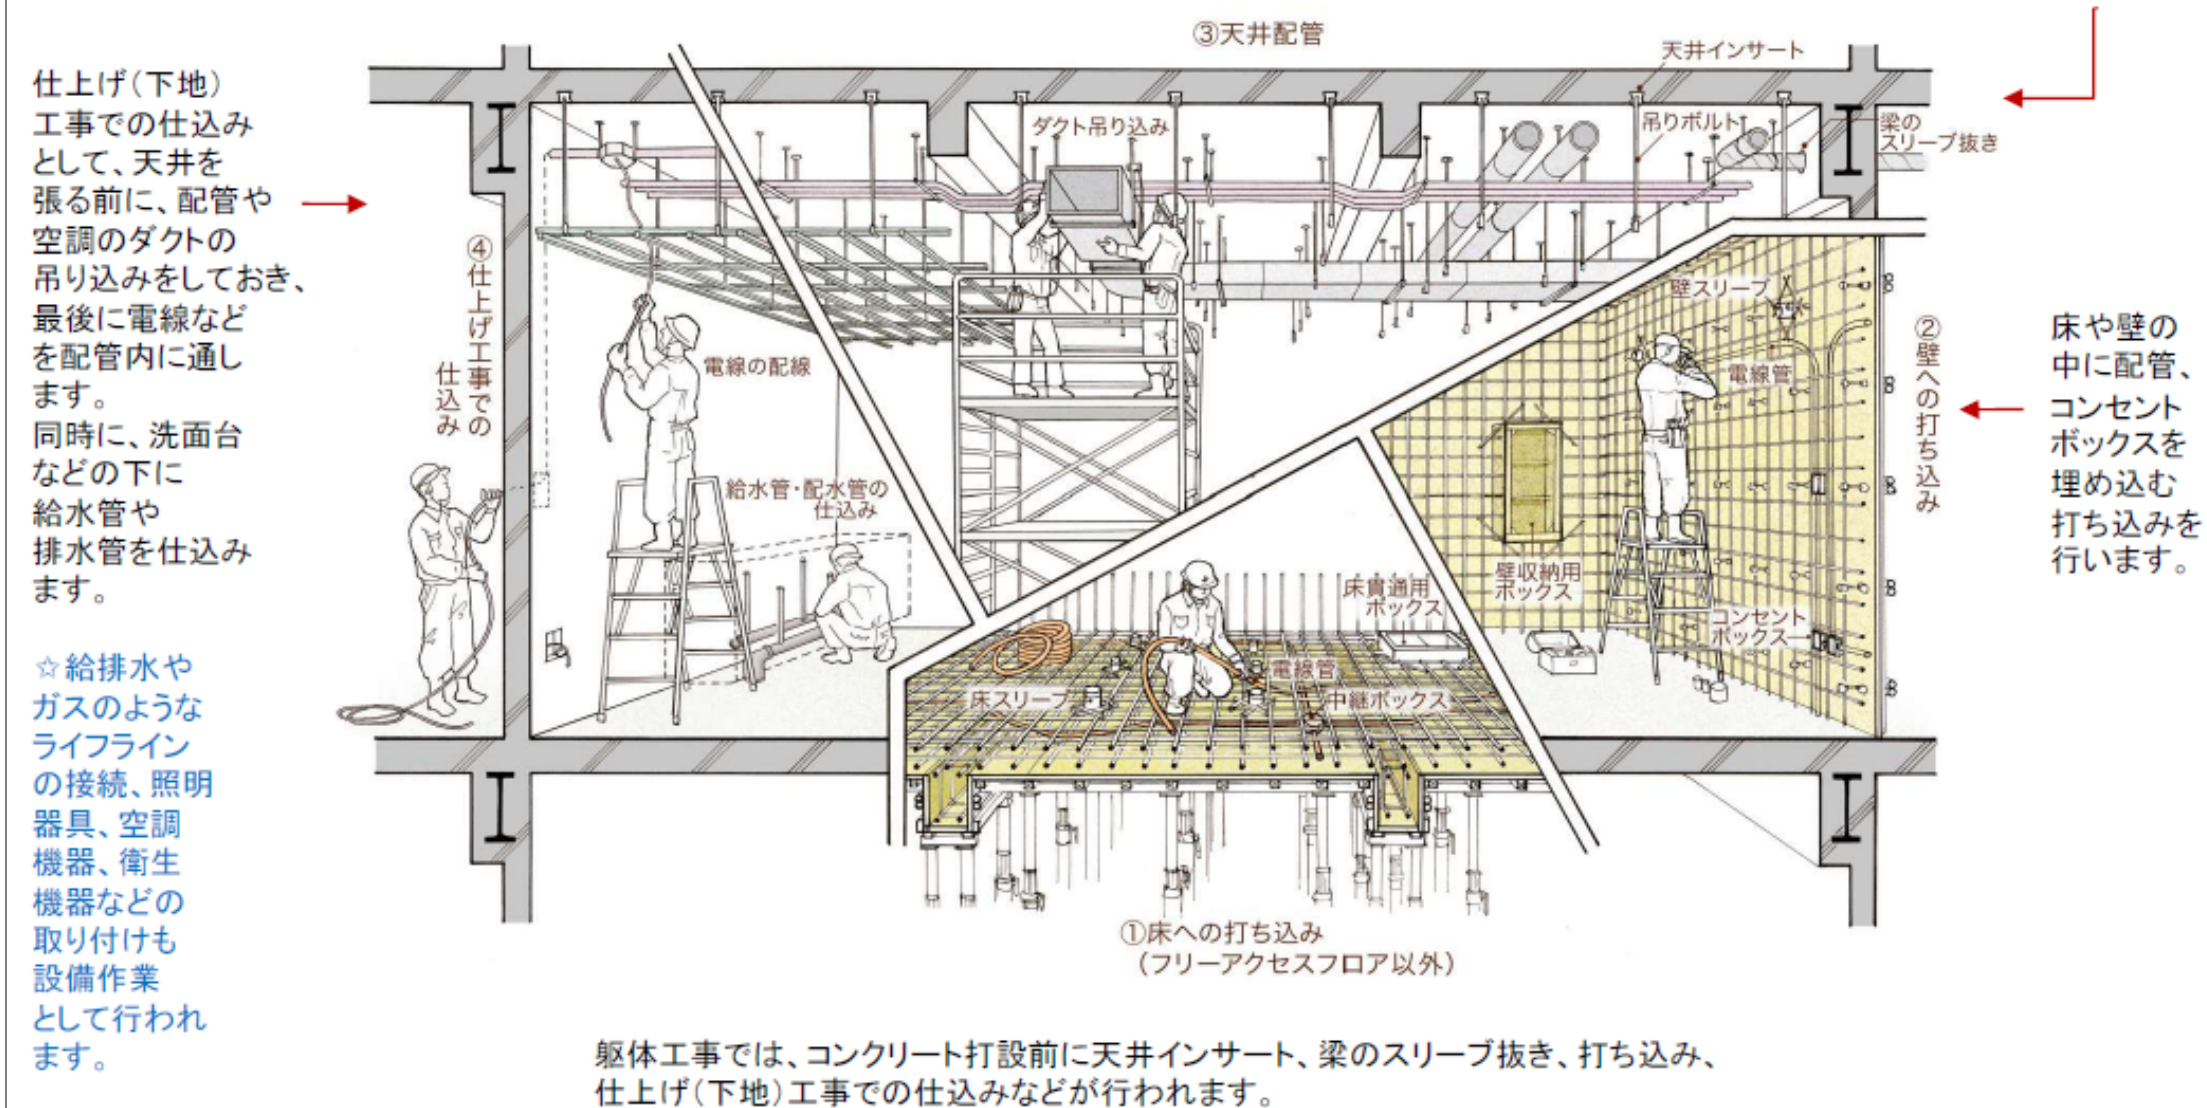 ③天井配管
天井インサート
仕上げ（下地）
工事での仕込み
として、天井を
張る前に、配管や
空調のダクトの
吊り込みをしておき、
最後に電線など
を配管内に通し
ます。
同時に、洗面台
などの下に
給水管や
排水管を仕込み
ます。
☆給排水や
ガスのような
ライフライン
の接続、照明
器具、空調
機器、衛生
機器などの
取り付けも
設備作業
として行われ
ます。
④仕上げ工事での
仕込み
電線の配線
給水管・配水管の
仕込み
ダクト吊り込み
吊りボルト
梁の
スリーブ抜き
壁スリーブ
電線管
壁収納用
ボックス
コンセント
ボックス
②壁への打ち込み
床や壁の
中に配管、
コンセント
ボックスを
埋め込む
打ち込みを
行います。
床貫通用
ボックス
電線管
床スリーブ
中継ボックス
①床への打ち込み
（フリーアクセスフロア以外）
躯体工事では、コンクリート打設前に天井インサート、梁のスリーブ抜き、打ち込み、
仕上げ（下地）工事での仕込みなどが行われます。